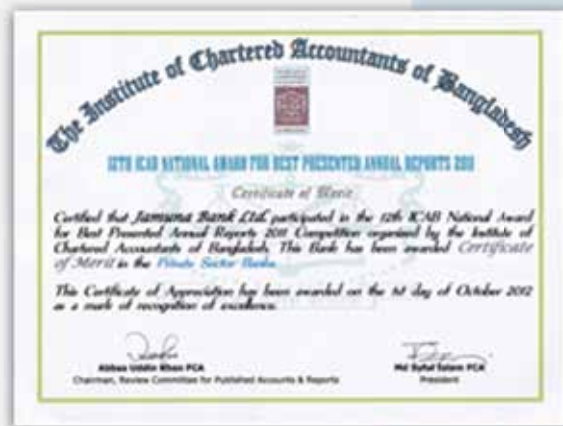 The Institute of Chartered Accountants of Bangladesh
12TH ICAB NATIONAL AWARD FOR BEST PRESENTED ANNUAL REPORTS 2011
Certificate of Merit
Certified that Jamuna Bank Ltd. participated in the 12th ICAB National Award
for Best Presented Annual Reports 2011 Competition organized by the Institute of
Chartered Accountants of Bangladesh. This Bank has been awarded Certificate
of Merit in the Private Sector Banks.
This Certificate of Appreciation has been awarded on the 1st day of October 2012
as a mark of recognition of excellence.
Abbas Uddin Khan FCA
Chairman, Review Committee for Published Accounts & Reports
Md Syful Islam FCA
President